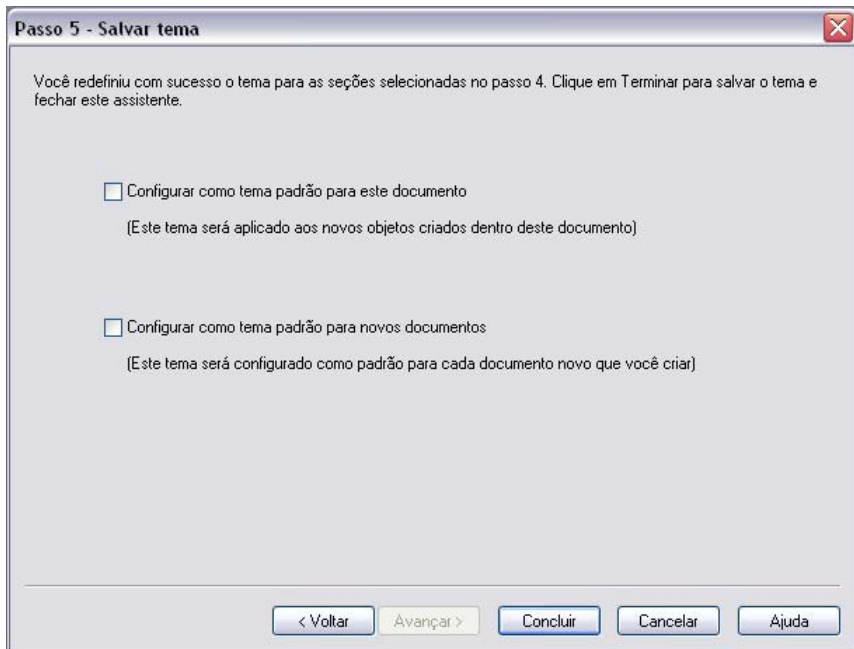 Passo 5 - Salvar tema
Você redefiniu com sucesso o tema para as seções selecionadas no passo 4. Clique em Terminar para salvar o tema e
fechar este assistente.
Configurar como tema padrão para este documento
(Este tema será aplicado aos novos objetos criados dentro deste documento)
Configurar como tema padrão para novos documentos
(Este tema será configurado como padrão para cada documento novo que você criar)
< Voltar Avançar > Concluir Cancelar Ajuda